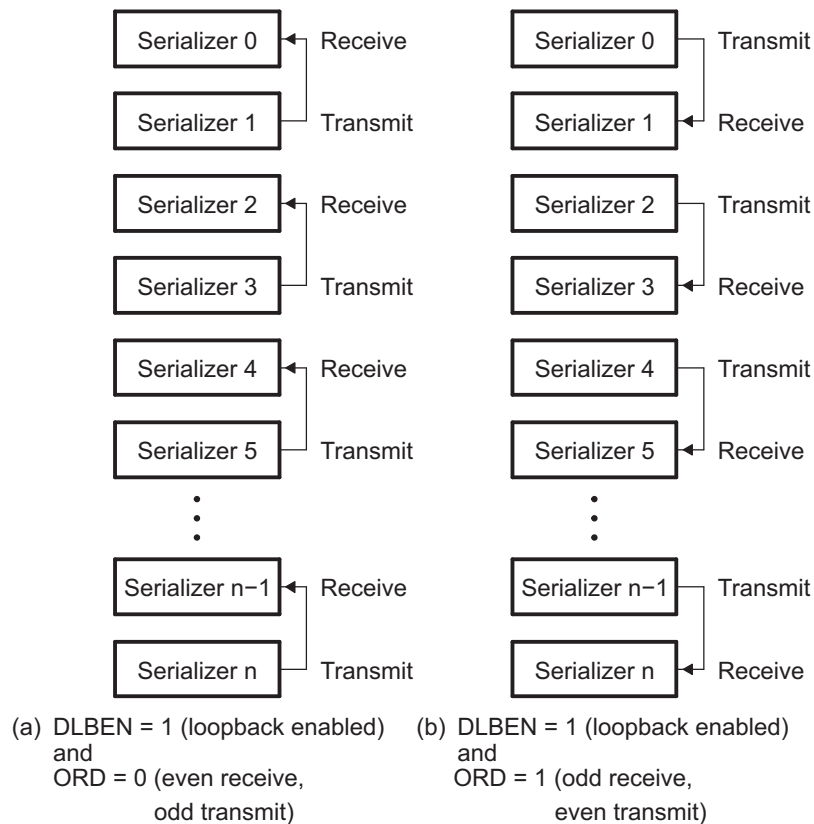 Serializer 0 Receive
Serializer 1 Transmit
Serializer 2 Receive
Serializer 3 Transmit
Serializer 4 Receive
Serializer 5 Transmit
Serializer n−1 Receive
Serializer n Transmit
(a) DLBEN = 1 (loopback enabled)
and
ORD = 0 (even receive,
odd transmit)
Serializer 0 Transmit
Serializer 1 Receive
Serializer 2 Transmit
Serializer 3 Receive
Serializer 4 Transmit
Serializer 5 Receive
Serializer n−1 Transmit
Serializer n Receive
(b) DLBEN = 1 (loopback enabled)
and
ORD = 1 (odd receive,
even transmit)